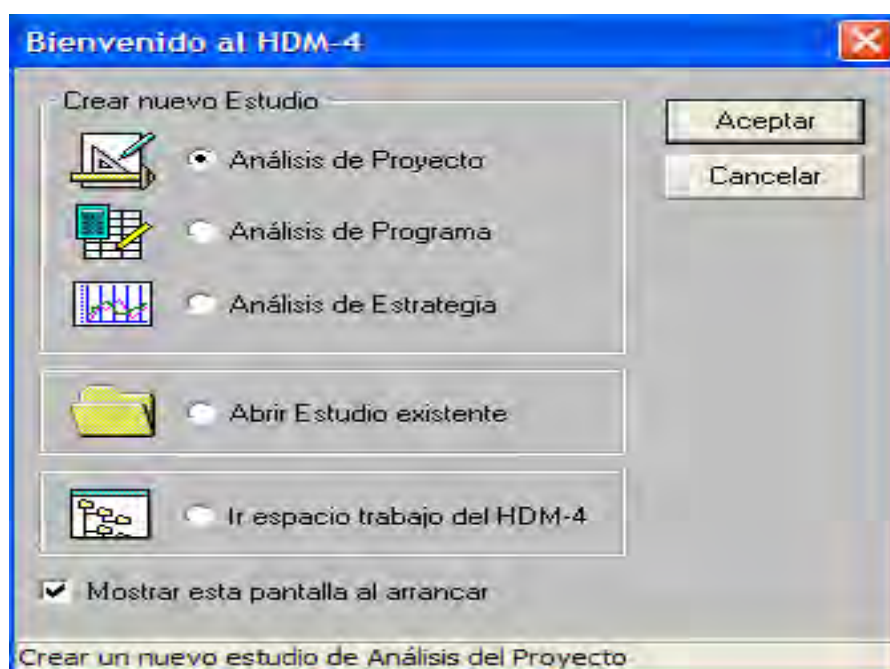 Bienvenido al HDM-4
Crear nuevo Estudio
Análisis de Proyecto
Análisis de Programa
Análisis de Estrategia
Abrir Estudio existente
Ir espacio trabajo del HDM-4
Mostrar esta pantalla al arrancar
Aceptar
Cancelar
Crear un nuevo estudio de Análisis del Proyecto